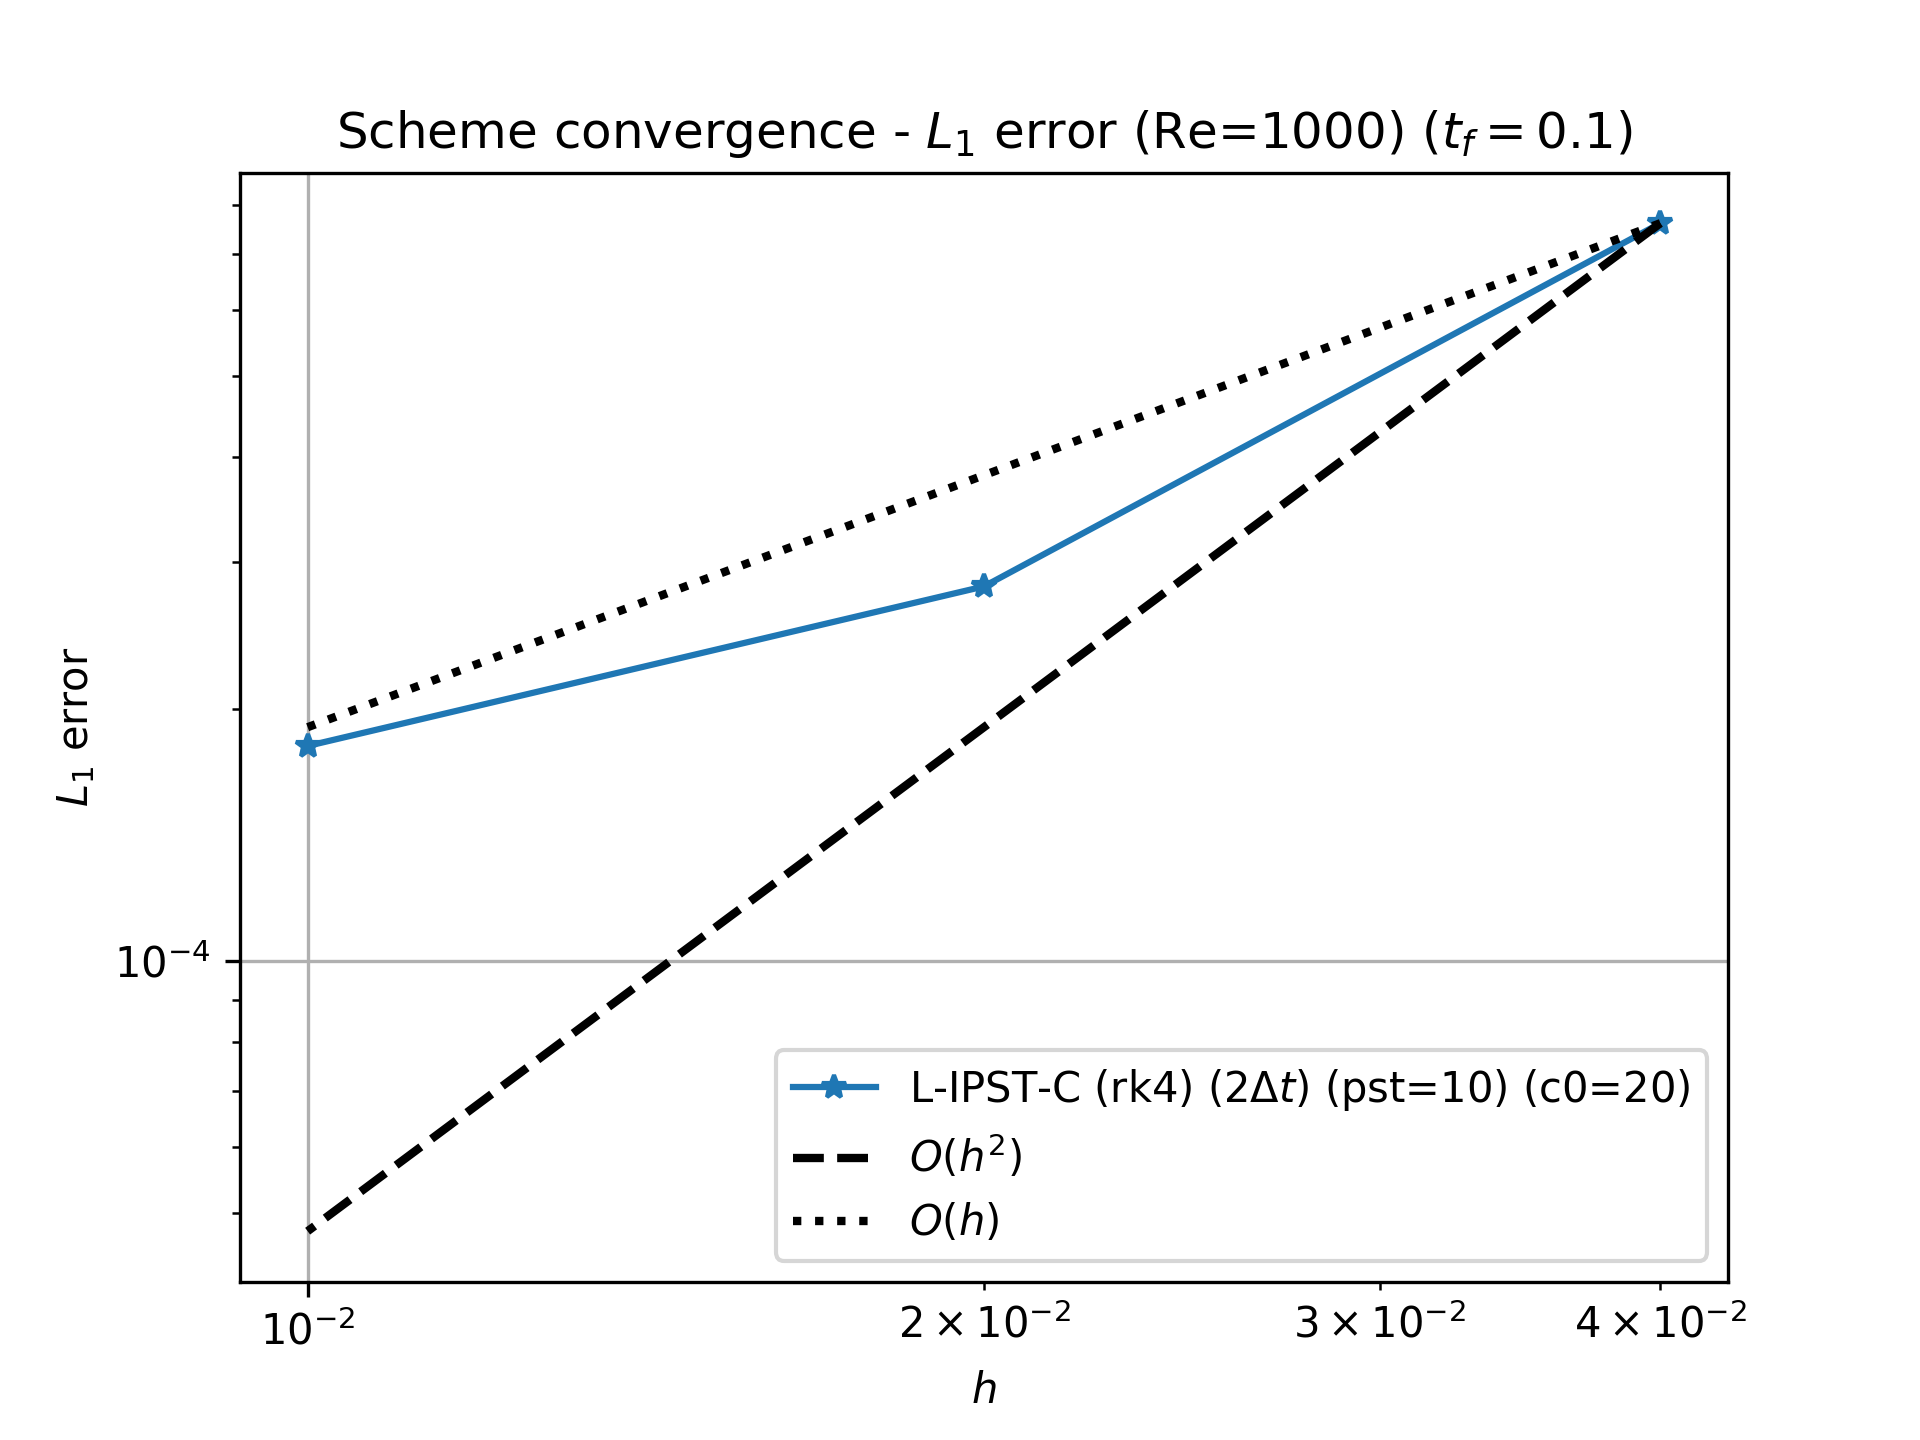 Scheme convergence - L₁ error (Re=1000) (t_f = 0.1)
L₁ error
10⁻⁴
L-IPST-C (rk4) (2Δt) (pst=10) (c0=20)
O(h²)
O(h)
10⁻² 2 × 10⁻² 3 × 10⁻² 4 × 10⁻²
h